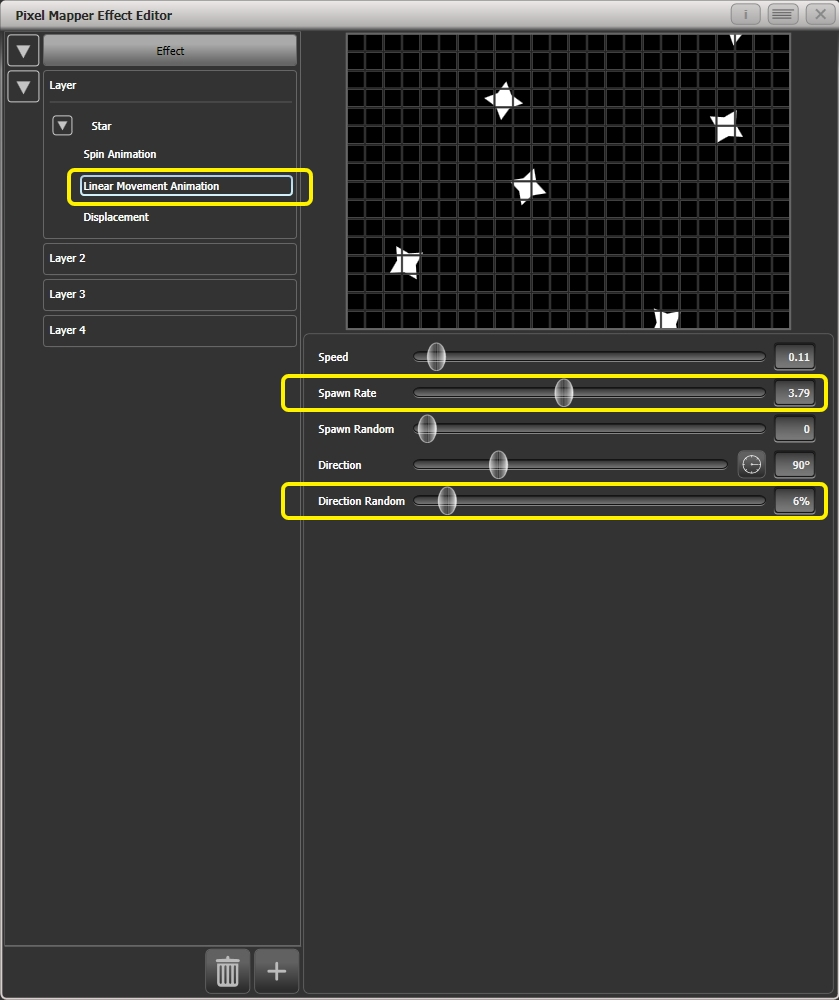 Pixel Mapper Effect Editor
i
Effect
Layer
Star
Spin Animation
Linear Movement Animation
Displacement
Layer 2
Layer 3
Layer 4
Speed 0.11
Spawn Rate 3.79
Spawn Random 0
Direction 90º
Direction Random 6%